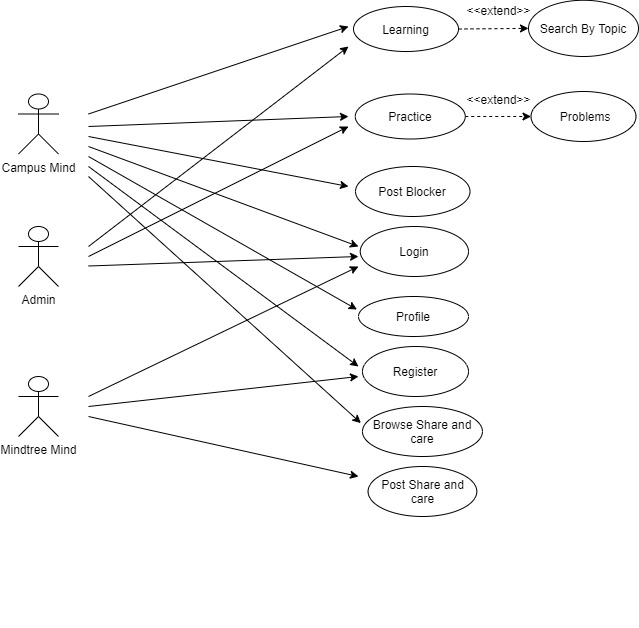 <<extend>>
Learning
Search By Topic
<<extend>>
Practice
Problems
Campus Mind
Post Blocker
Login
Admin
Profile
Register
Browse Share and
care
Mindtree Mind
Post Share and
care